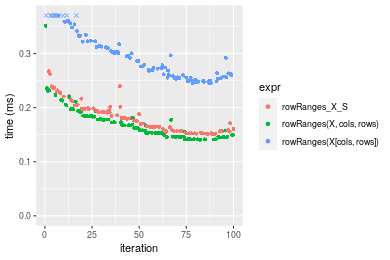 time (ms)
0.3
0.2
0.1
0.0
0
25
50
75
100
iteration
expr
rowRanges_X_S
rowRanges(X, cols, rows)
rowRanges(X[cols, rows])